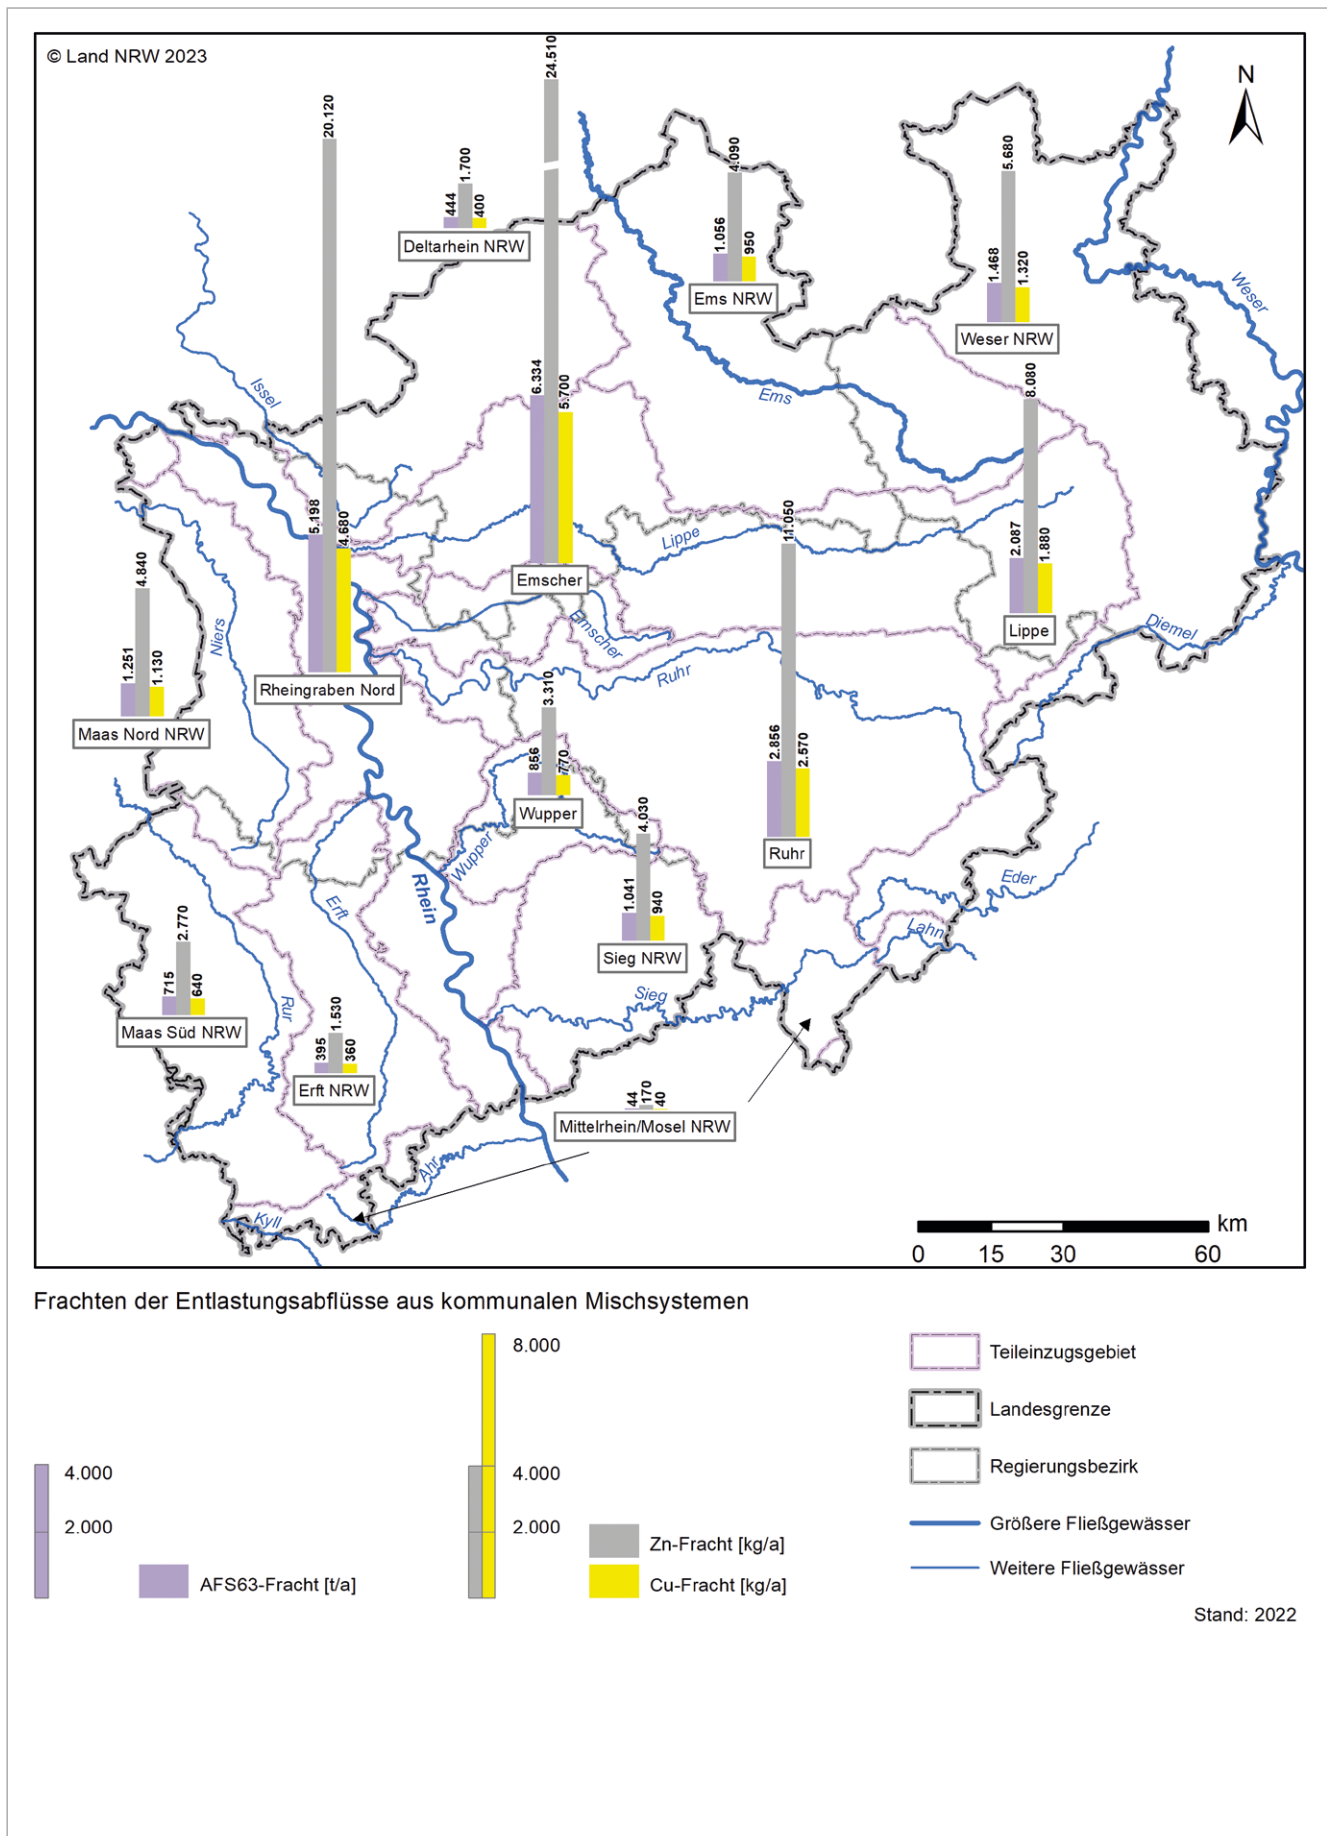 © Land NRW 2023
N
24.510
6.334
5.700
Emscher
20.120
5.198
4.680
Rheingraben Nord
1.700
444
400
Deltarhein NRW
4.090
1.056
950
Ems NRW
5.680
1.468
1.320
Weser NRW
8.080
2.087
1.880
Lippe
11.050
2.856
2.570
Ruhr
4.840
1.251
1.130
Maas Nord NRW
3.310
856
770
Wupper
4.030
1.041
940
Sieg NRW
2.770
715
640
Maas Süd NRW
1.530
395
360
Erft NRW
44
170
40
Mittelrhein/Mosel NRW
Issel
Ems
Weser
Lippe
Niers
Emscher
Ruhr
Diemel
Wupper
Rhein
Erft
Eder
Lahn
Rur
Sieg
Ahr
Kyll
km
0 15 30 60
Frachten der Entlastungsabflüsse aus kommunalen Mischsystemen
4.000
2.000
AFS63-Fracht [t/a]
8.000
4.000
2.000
Zn-Fracht [kg/a]
Cu-Fracht [kg/a]
Teileinzugsgebiet
Landesgrenze
Regierungsbezirk
Größere Fließgewässer
Weitere Fließgewässer
Stand: 2022